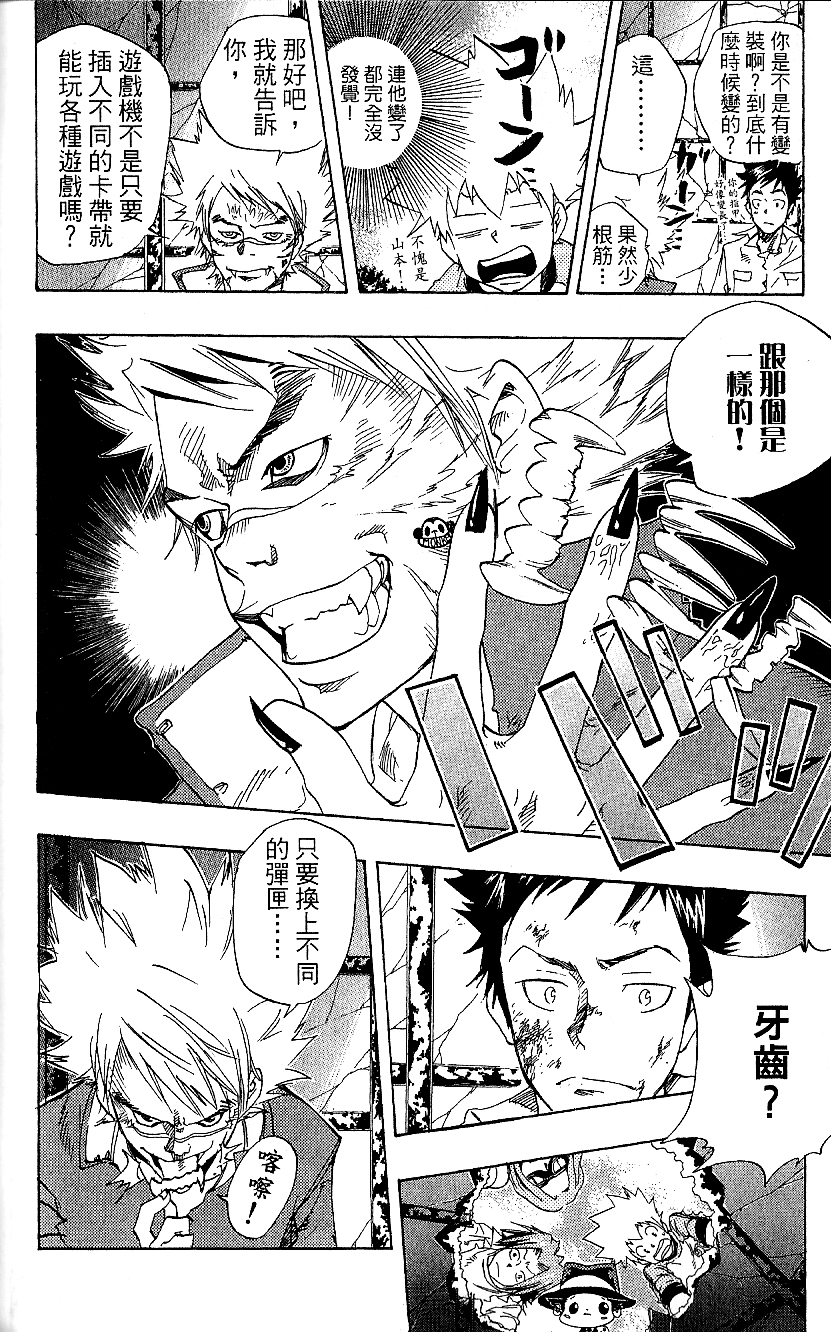 你是不是有變
裝啊？到底什
麼時候變的？
你的指甲
好像變長了…
這………
ガーン
果然少
根筋…
ゴーン
連他變了
都完全沒
發覺！
不愧是
山本！
那好吧，
我就告訴
你，
遊戲機不是只要
插入不同的卡帶就
能玩各種遊戲嗎？
跟那個是
一樣的！
牙齒？
只要換上不同
的彈匣……
喀嚓！